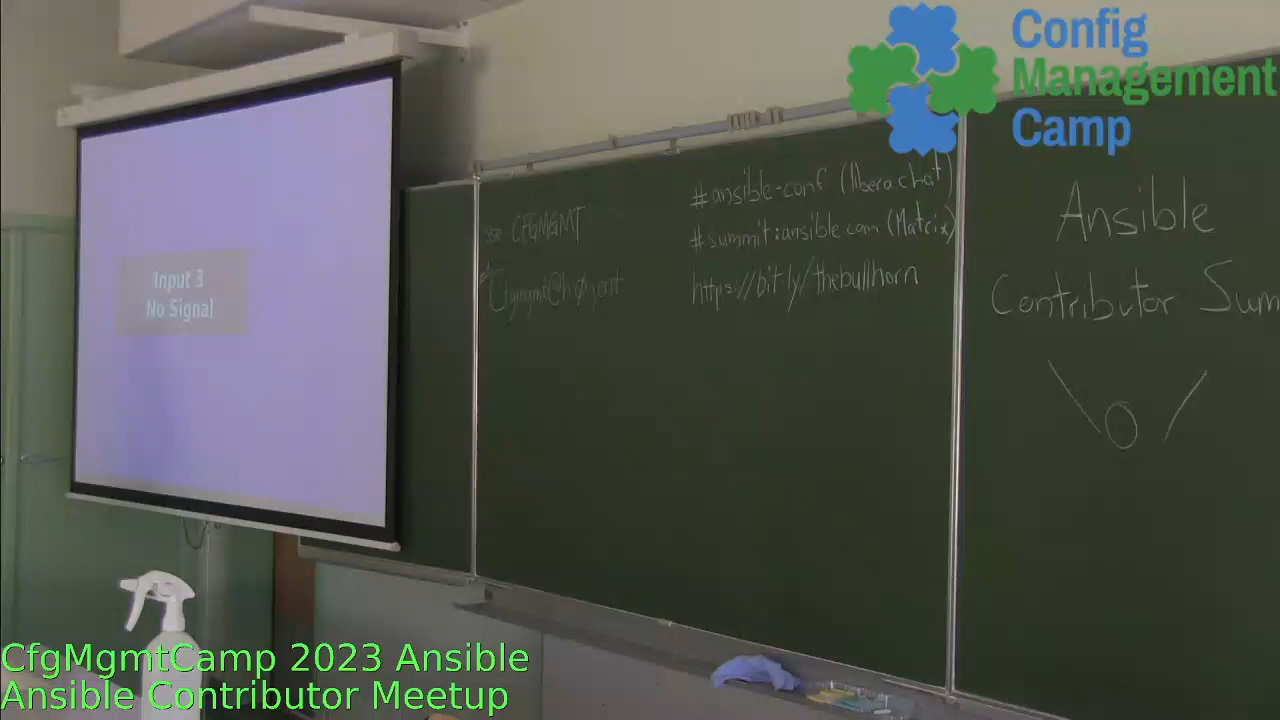 Config
Management
Camp
Input 3
No Signal
CFGMGMT
#ansible-conf (libera chat)
#summit:ansible.com (Matrix)
https://bit.ly/thebullhorn
Ansible
Contributor Sum
\o/
CfgMgmtCamp 2023 Ansible
Ansible Contributor Meetup